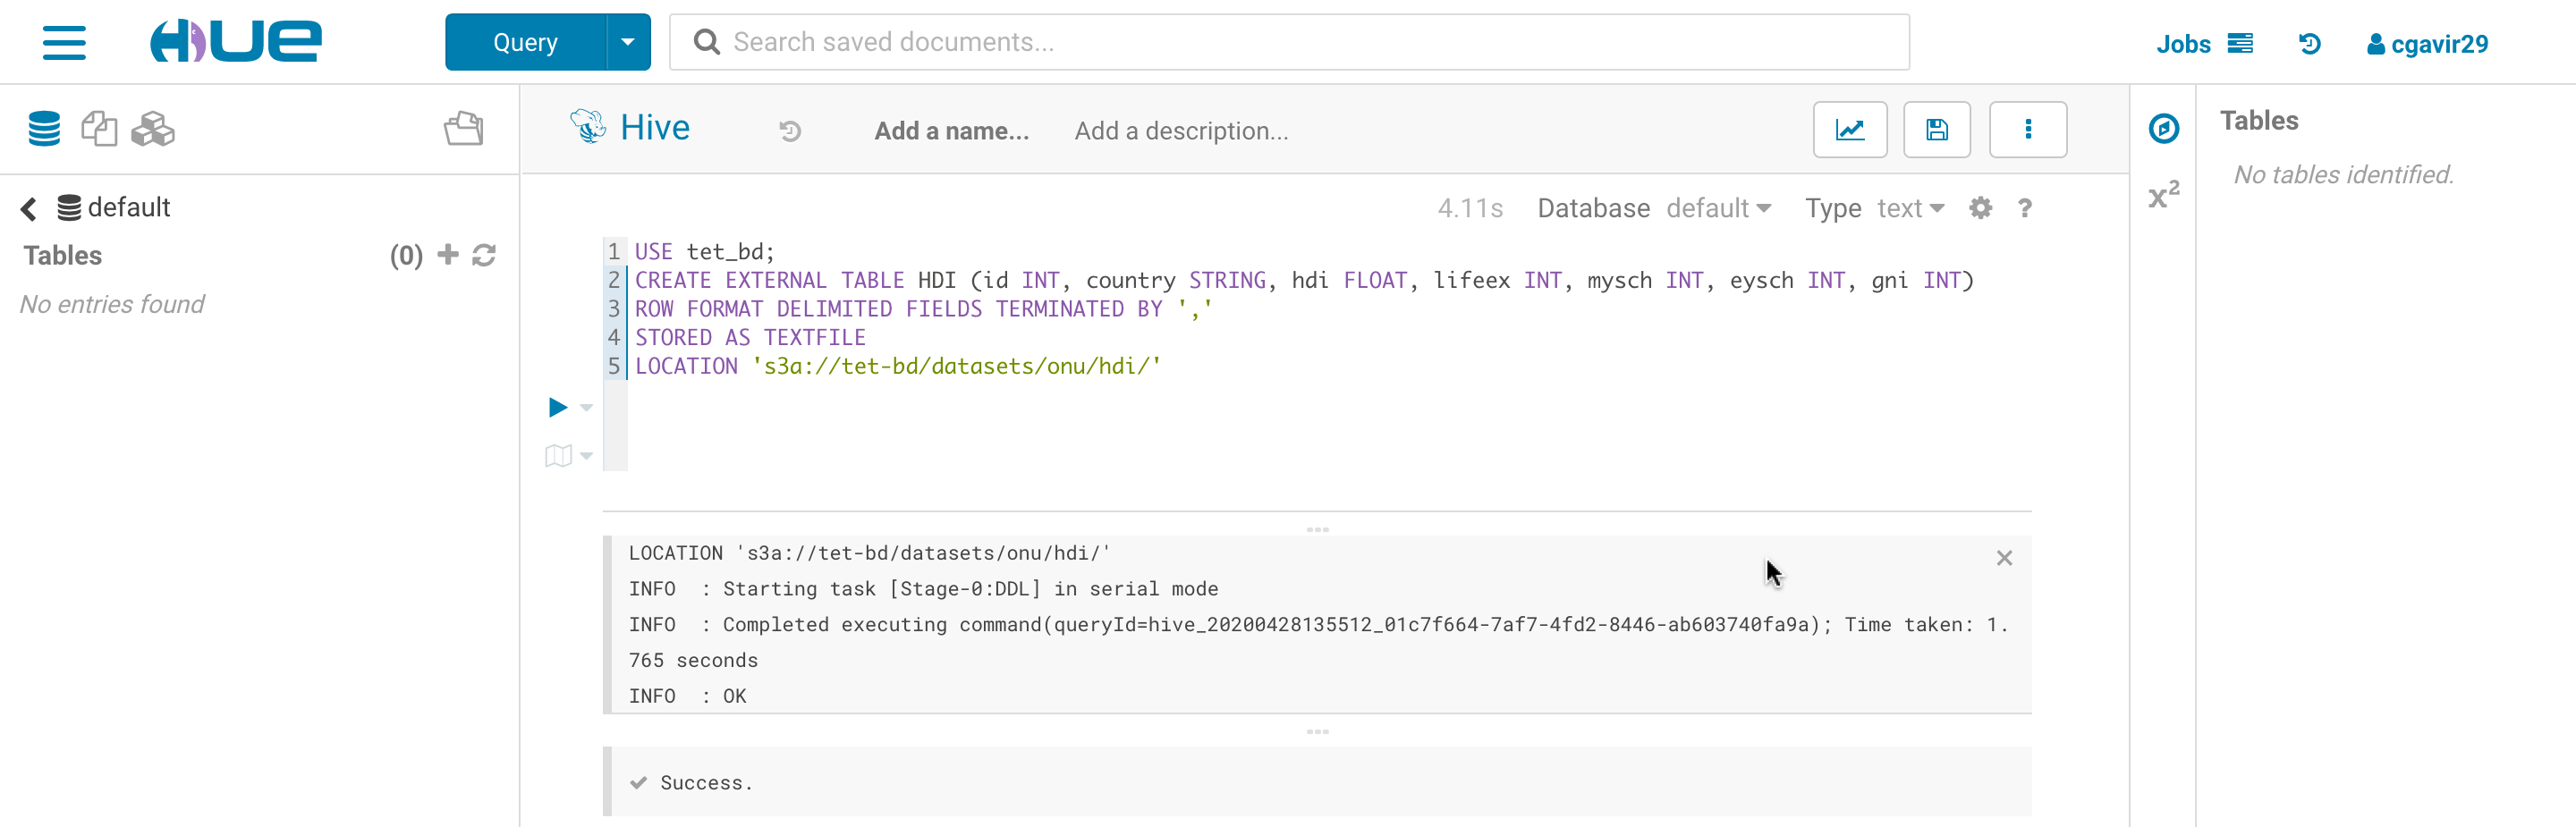 HUE
Query
Search saved documents...
Jobs
cgavir29
Hive
Add a name...
Add a description...
Tables
No tables identified.
x²
default
Tables (0)
No entries found
4.11s Database default Type text ?
1 USE tet_bd;
2 CREATE EXTERNAL TABLE HDI (id INT, country STRING, hdi FLOAT, lifeex INT, mysch INT, eysch INT, gni INT)
3 ROW FORMAT DELIMITED FIELDS TERMINATED BY ','
4 STORED AS TEXTFILE
5 LOCATION 's3a://tet-bd/datasets/onu/hdi/'
LOCATION 's3a://tet-bd/datasets/onu/hdi/'
INFO  : Starting task [Stage-0:DDL] in serial mode
INFO  : Completed executing command(queryId=hive_20200428135512_01c7f664-7af7-4fd2-8446-ab603740fa9a); Time taken: 1.
765 seconds
INFO  : OK
Success.